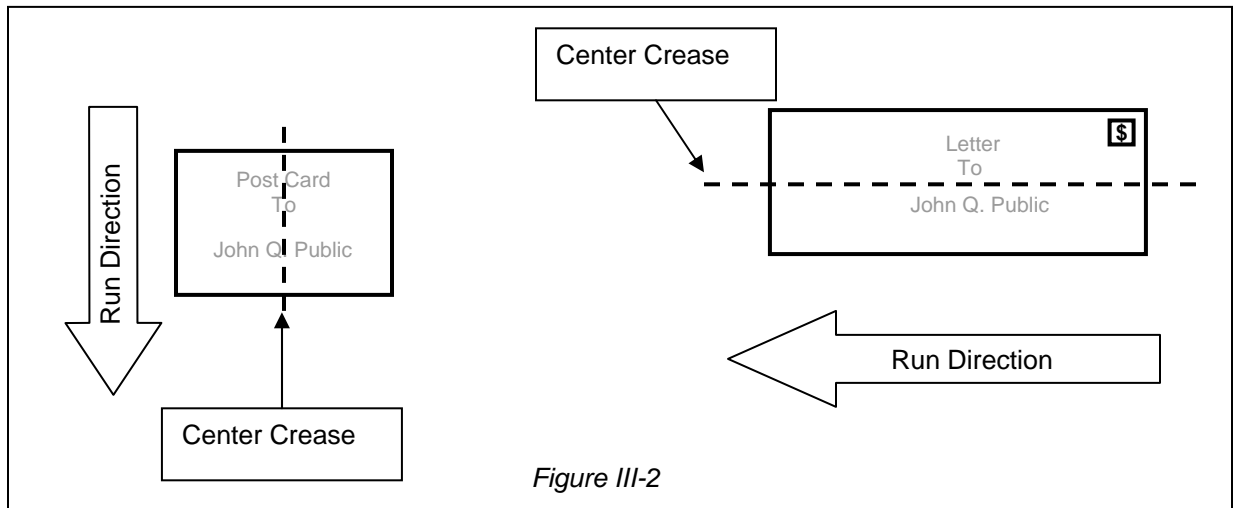 Center Crease
Run Direction
Post Card
To
John Q. Public
Center Crease
$
Letter
To
John Q. Public
Run Direction
Figure III-2